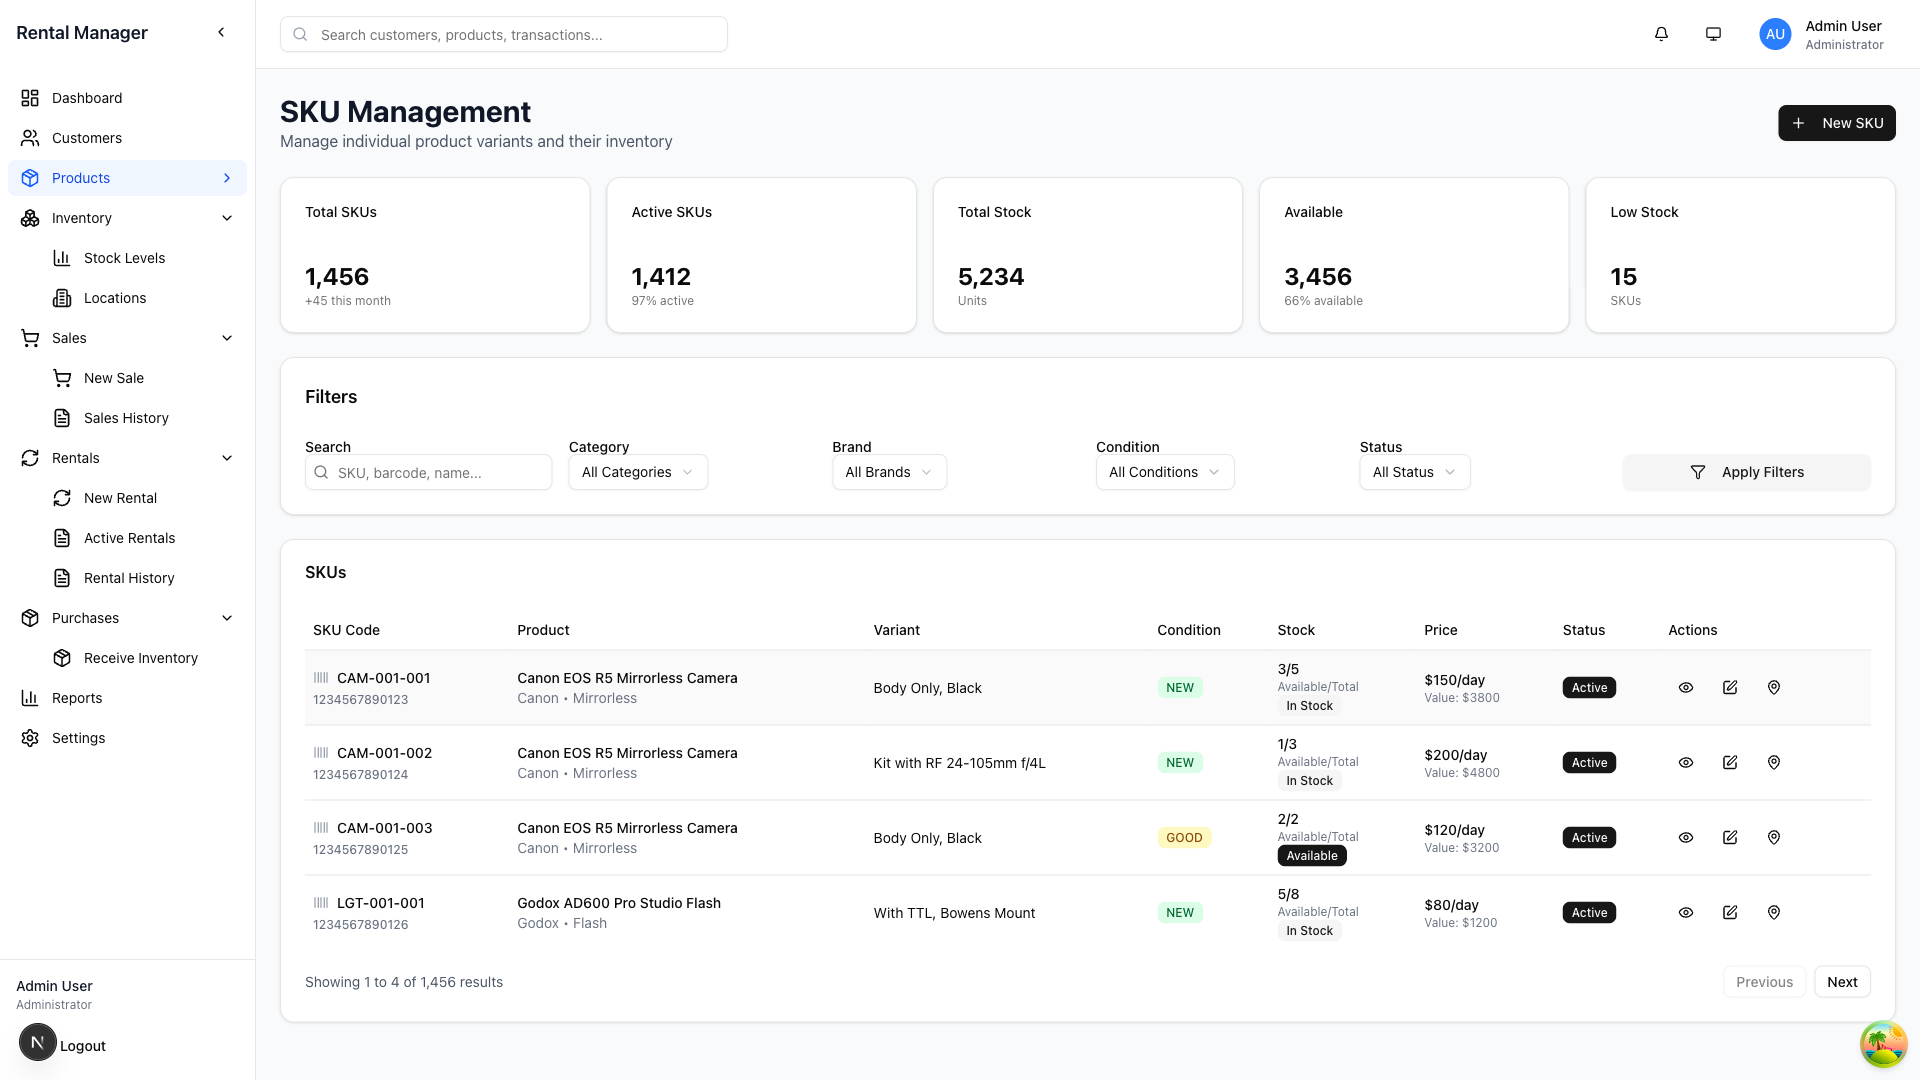 Rental Manager
Search customers, products, transactions...
AU
Admin User
Administrator
Dashboard
Customers
Products
Inventory
Stock Levels
Locations
Sales
New Sale
Sales History
Rentals
New Rental
Active Rentals
Rental History
Purchases
Receive Inventory
Reports
Settings
Admin User
Administrator
N
Logout
SKU Management
Manage individual product variants and their inventory
New SKU
Total SKUs
1,456
+45 this month
Active SKUs
1,412
97% active
Total Stock
5,234
Units
Available
3,456
66% available
Low Stock
15
SKUs
Filters
Search
SKU, barcode, name...
Category
All Categories
Brand
All Brands
Condition
All Conditions
Status
All Status
Apply Filters
SKUs
SKU Code Product Variant Condition Stock Price Status Actions
CAM-001-001
1234567890123
Canon EOS R5 Mirrorless Camera
Canon • Mirrorless
Body Only, Black
NEW
3/5
Available/Total
In Stock
$150/day
Value: $3800
Active
CAM-001-002
1234567890124
Canon EOS R5 Mirrorless Camera
Canon • Mirrorless
Kit with RF 24-105mm f/4L
NEW
1/3
Available/Total
In Stock
$200/day
Value: $4800
Active
CAM-001-003
1234567890125
Canon EOS R5 Mirrorless Camera
Canon • Mirrorless
Body Only, Black
GOOD
2/2
Available/Total
Available
$120/day
Value: $3200
Active
LGT-001-001
1234567890126
Godox AD600 Pro Studio Flash
Godox • Flash
With TTL, Bowens Mount
NEW
5/8
Available/Total
In Stock
$80/day
Value: $1200
Active
Showing 1 to 4 of 1,456 results
Previous
Next